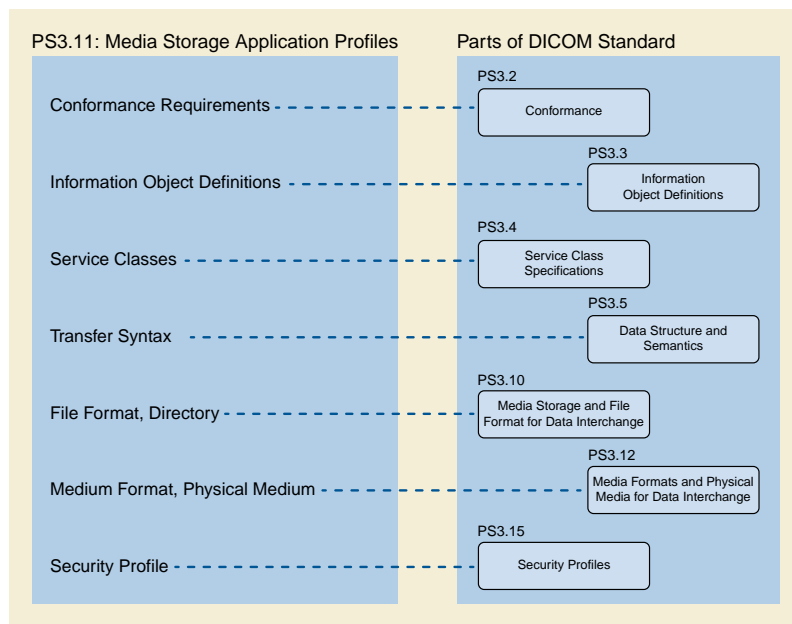 PS3.11: Media Storage Application Profiles
Parts of DICOM Standard
Conformance Requirements
PS3.2
Conformance
Information Object Definitions
PS3.3
Information
Object Definitions
Service Classes
PS3.4
Service Class
Specifications
Transfer Syntax
PS3.5
Data Structure and
Semantics
File Format, Directory
PS3.10
Media Storage and File
Format for Data Interchange
Medium Format, Physical Medium
PS3.12
Media Formats and Physical
Media for Data Interchange
Security Profile
PS3.15
Security Profiles